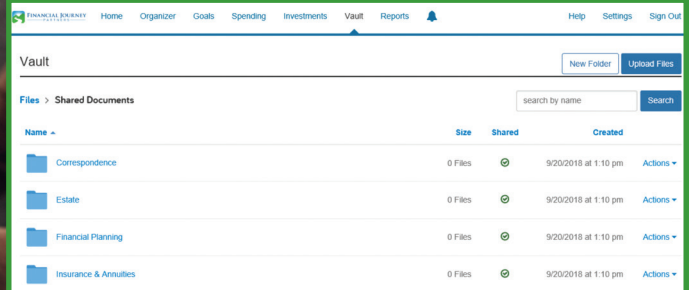 FINANCIAL JOURNEY
PARTNERS
Home Organizer Goals Spending Investments Vault Reports Help Settings Sign Out
Vault
New Folder Upload Files
Files > Shared Documents
search by name Search
Name Size Shared Created
Correspondence 0 Files 9/20/2018 at 1:10 pm Actions
Estate 0 Files 9/20/2018 at 1:10 pm Actions
Financial Planning 0 Files 9/20/2018 at 1:10 pm Actions
Insurance & Annuities 0 Files 9/20/2018 at 1:10 pm Actions